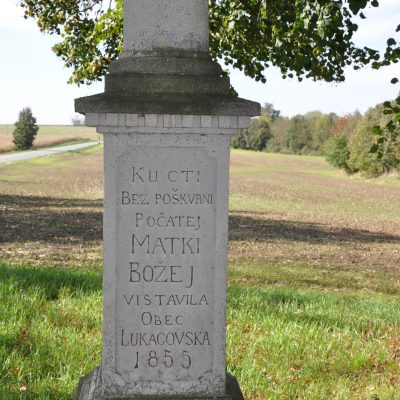 KU CTI
BEZ POŠKVRNI
POČATEJ
MATKI
BOŽEJ
VISTAVILA
OBEC
LUKACOVSKA
1855